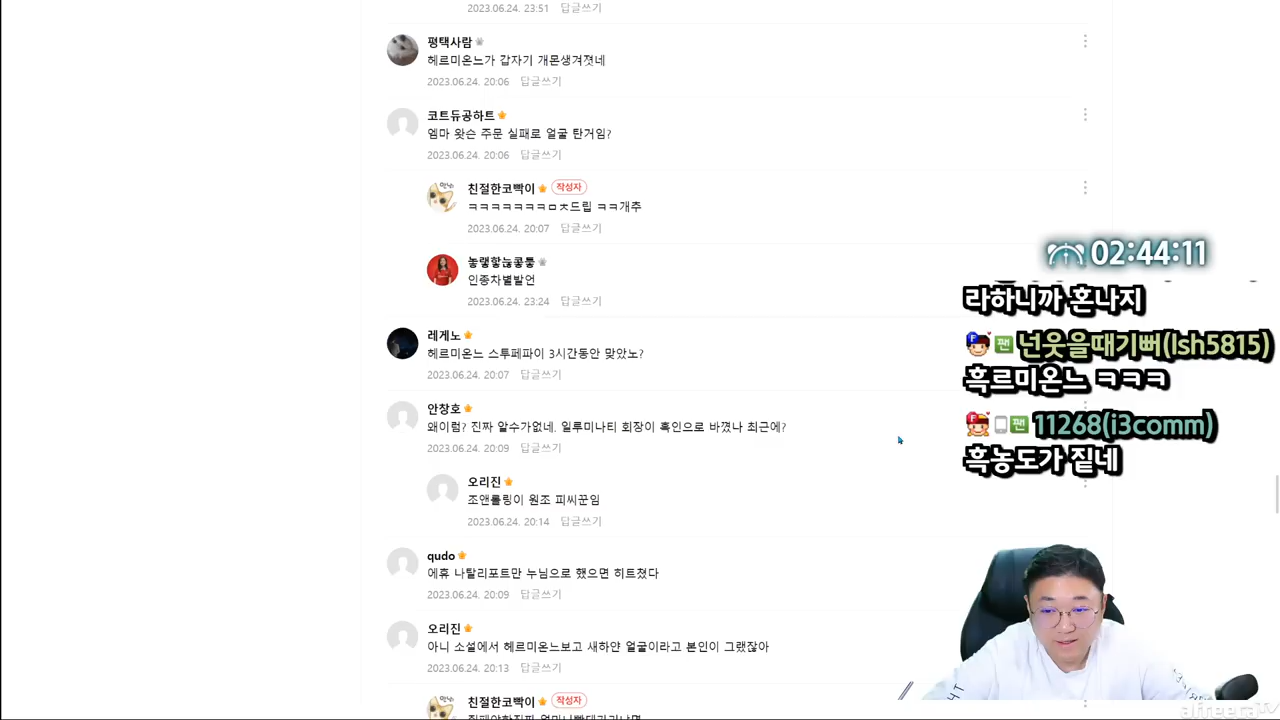 2023.06.24. 23:51 답글쓰기
평택사람
헤르미온느가 갑자기 개몬생겨졋네
2023.06.24. 20:06 답글쓰기
코트듀공하트
엠마 왓슨 주문 실패로 얼굴 탄거임?
2023.06.24. 20:06 답글쓰기
친절한코빡이 작성자
ㅋㅋㅋㅋㅋㅋㅋㅁㅊ드립 ㅋㅋ개추
2023.06.24. 20:07 답글쓰기
인종차별발언
2023.06.24. 23:24 답글쓰기
레게노
헤르미온느 스투페파이 3시간동안 맞았노?
2023.06.24. 20:07 답글쓰기
안창호
왜이럼? 진짜 알수가없네. 일루미나티 회장이 흑인으로 바꼈나 최근에?
2023.06.24. 20:09 답글쓰기
오리진
조앤롤링이 원조 피씨꾼임
2023.06.24. 20:14 답글쓰기
qudo
에휴 나탈리포트만 누님으로 했으면 히트쳤다
2023.06.24. 20:09 답글쓰기
오리진
아니 소설에서 헤르미온느보고 새하얀 얼굴이라고 본인이 그랬잖아
2023.06.24. 20:13 답글쓰기
친절한코빡이 작성자
02:44:11
라하니까 혼나지
넌웃을때기뻐(lsh5815)
흑르미온느 ㅋㅋㅋ
11268(i3comm)
흑농도가 짙네
afreecaTV